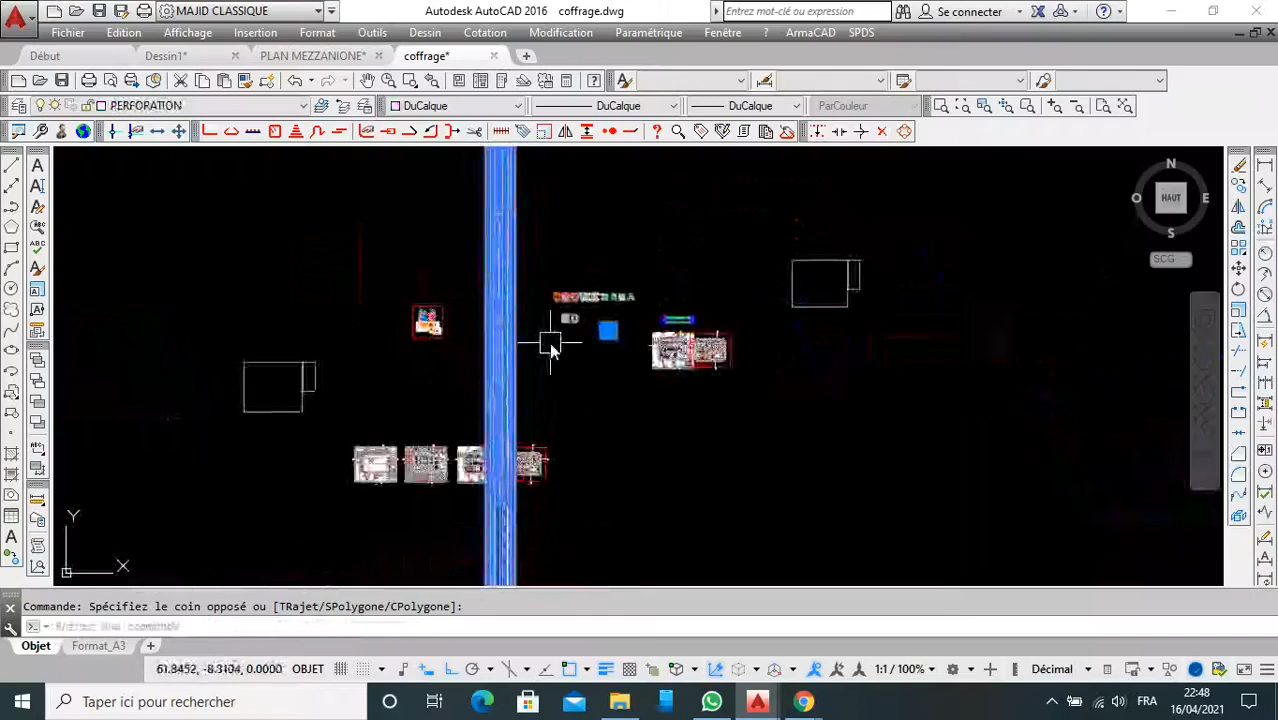 MAJID CLASSIQUE
Autodesk AutoCAD 2016 coffrage.dwg
Entrez mot-clé ou expression
Se connecter
Fichier Edition Affichage Insertion Format Outils Dessin Cotation Modification Paramétrique Fenêtre ? ArmaCAD SPDS
Début Dessin1* PLAN MEZZANIONE* coffrage*
PERFORATION DuCalque DuCalque DuCalque ParCouleur
N
O HAUT E
S
SCG
Y
X
Commande: Spécifiez le coin opposé ou [TRajet/SPolygone/CPolygone]:
Objet Format_A3
61.8452, -8.3104, 0.0000 OBJET 1:1 / 100% Décimal
Taper ici pour rechercher
FRA
22:48
16/04/2021